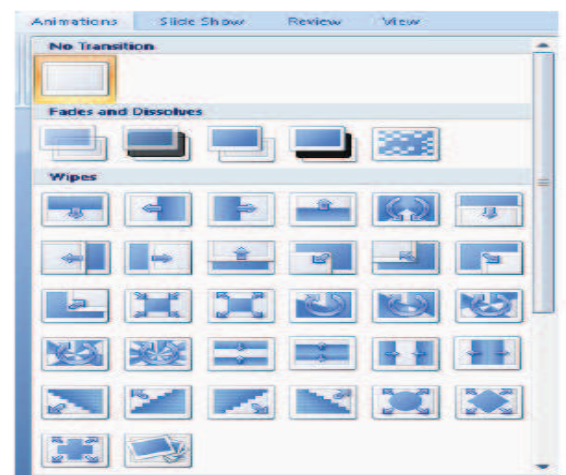 Animations Slide Show Review View
No Transition
Fades and Dissolves
Wipes